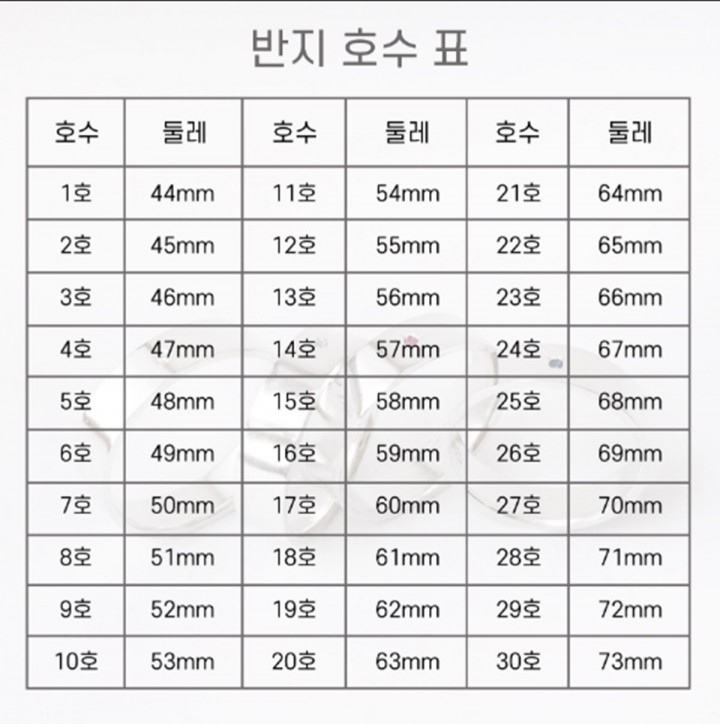 반지 호수 표
호수 둘레 호수 둘레 호수 둘레
1호 44mm 11호 54mm 21호 64mm
2호 45mm 12호 55mm 22호 65mm
3호 46mm 13호 56mm 23호 66mm
4호 47mm 14호 57mm 24호 67mm
5호 48mm 15호 58mm 25호 68mm
6호 49mm 16호 59mm 26호 69mm
7호 50mm 17호 60mm 27호 70mm
8호 51mm 18호 61mm 28호 71mm
9호 52mm 19호 62mm 29호 72mm
10호 53mm 20호 63mm 30호 73mm